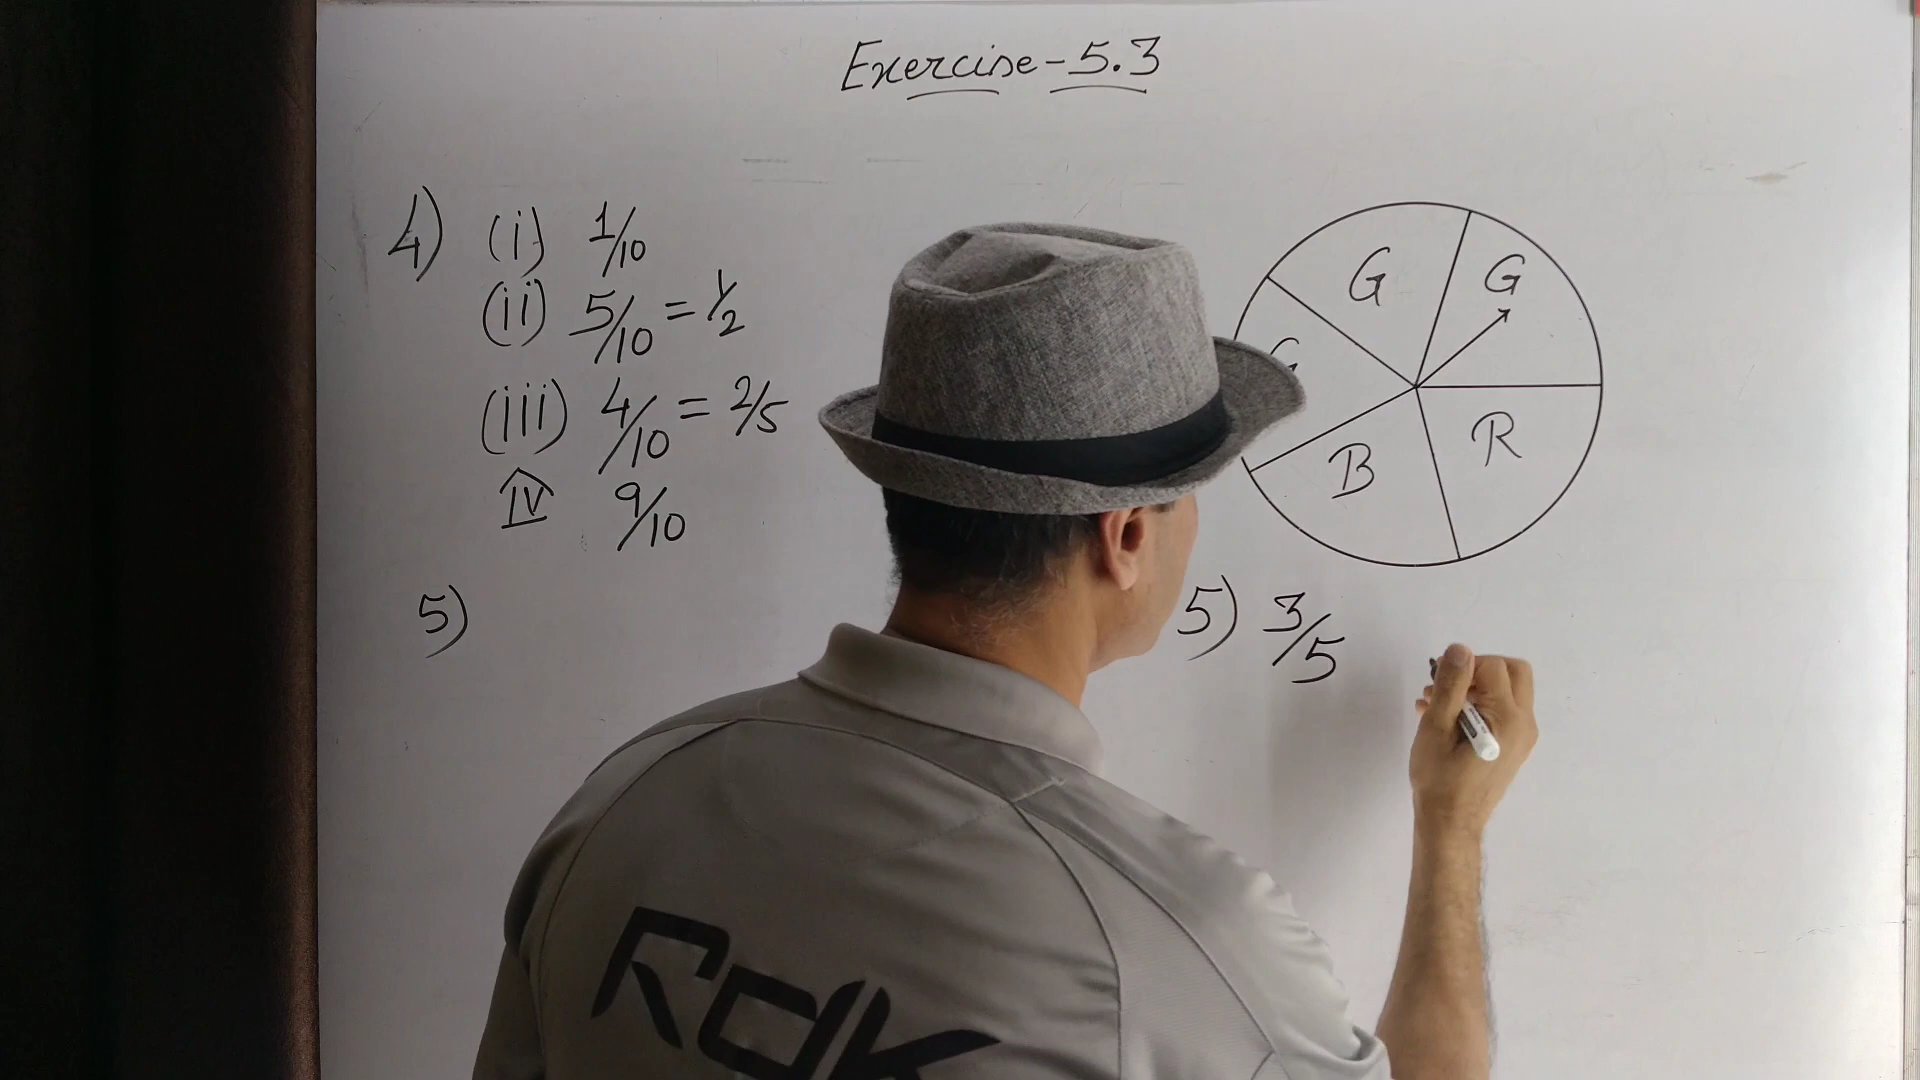 Exercise-5.3
4) (i) 1/10
(ii) 5/10 = 1/2
(iii) 4/10 = 2/5
IV 9/10
5)
G
G
G
B
R
5) 3/5